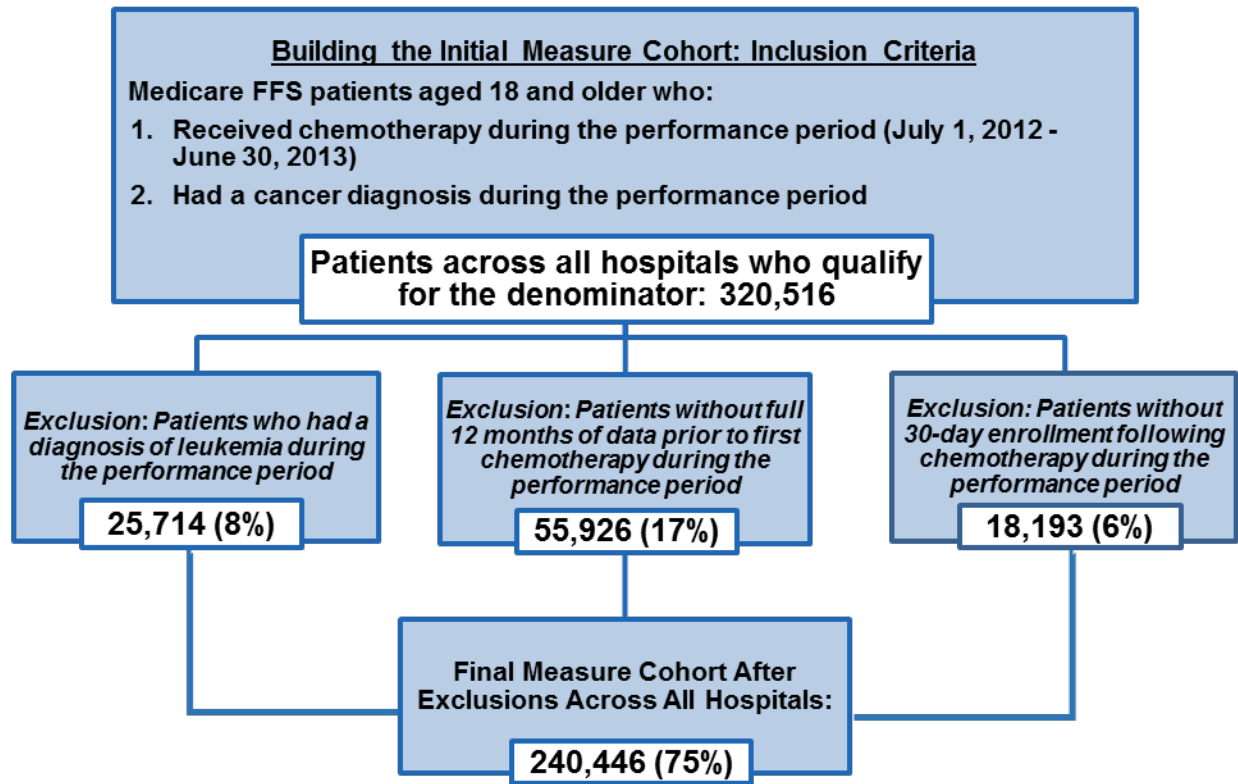 Building the Initial Measure Cohort: Inclusion Criteria
Medicare FFS patients aged 18 and older who:
1. Received chemotherapy during the performance period (July 1, 2012 -
June 30, 2013)
2. Had a cancer diagnosis during the performance period
Patients across all hospitals who qualify
for the denominator: 320,516
Exclusion: Patients who had a
diagnosis of leukemia during
the performance period
25,714 (8%)
Exclusion: Patients without full
12 months of data prior to first
chemotherapy during the
performance period
55,926 (17%)
Exclusion: Patients without
30-day enrollment following
chemotherapy during the
performance period
18,193 (6%)
Final Measure Cohort After
Exclusions Across All Hospitals:
240,446 (75%)